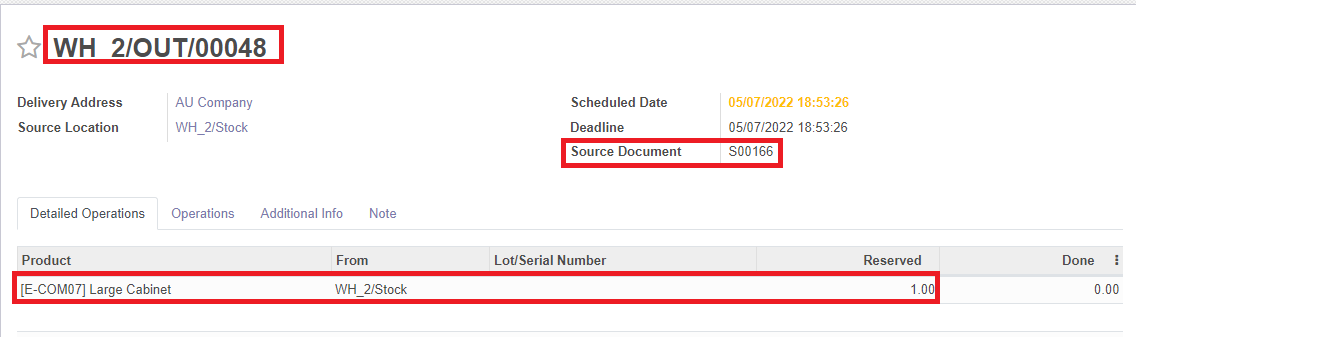 WH_2/OUT/00048
Delivery Address AU Company Scheduled Date 05/07/2022 18:53:26
Source Location WH_2/Stock Deadline 05/07/2022 18:53:26
Source Document S00166
Detailed Operations Operations Additional Info Note
Product From Lot/Serial Number Reserved Done
[E-COM07] Large Cabinet WH_2/Stock 1.00 0.00